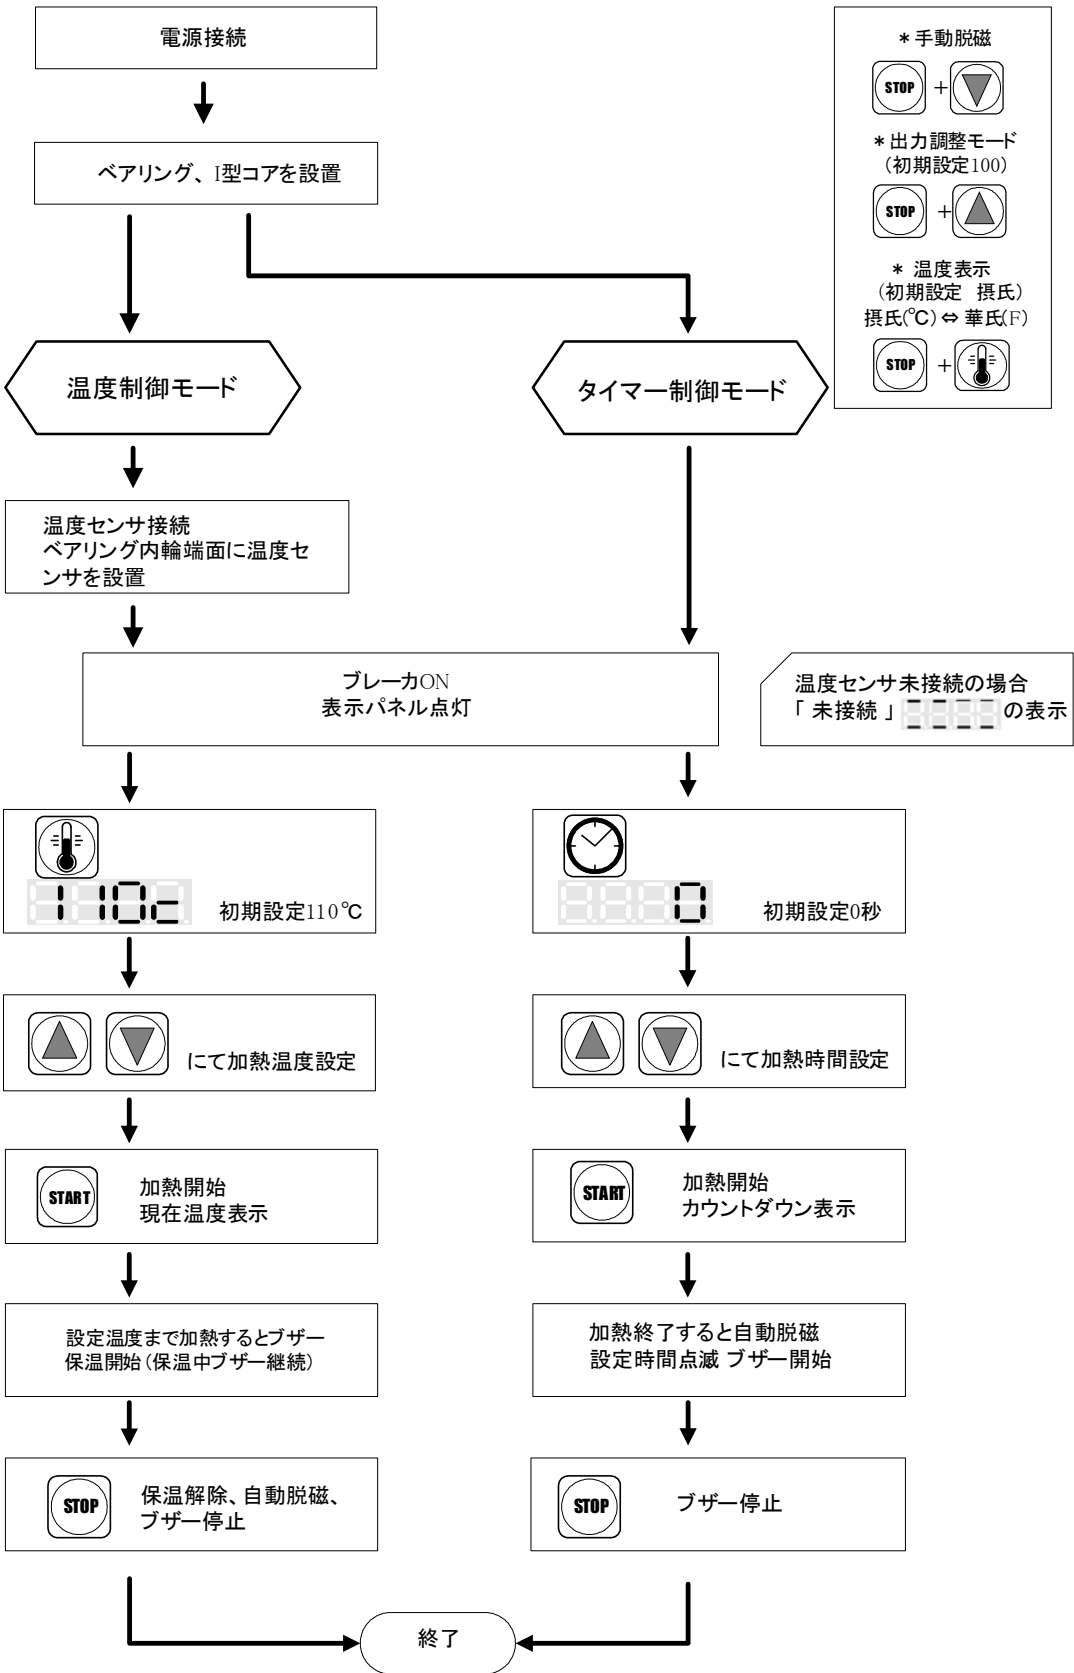 電源接続
ベアリング、I型コアを設置
＊手動脱磁
STOP +
＊出力調整モード
(初期設定100)
STOP +
＊ 温度表示
(初期設定 摂氏)
摂氏(℃)⇔華氏(F)
STOP +
温度制御モード
タイマー制御モード
温度センサ接続
ベアリング内輪端面に温度セ
ンサを設置
ブレーカON
表示パネル点灯
温度センサ未接続の場合
「 未接続 」 の表示
110c 初期設定110℃
0 初期設定0秒
にて加熱温度設定
にて加熱時間設定
START
加熱開始
現在温度表示
START
加熱開始
カウントダウン表示
設定温度まで加熱するとブザー
保温開始(保温中ブザー継続)
加熱終了すると自動脱磁
設定時間点滅 ブザー開始
STOP
保温解除、自動脱磁、
ブザー停止
STOP
ブザー停止
終了